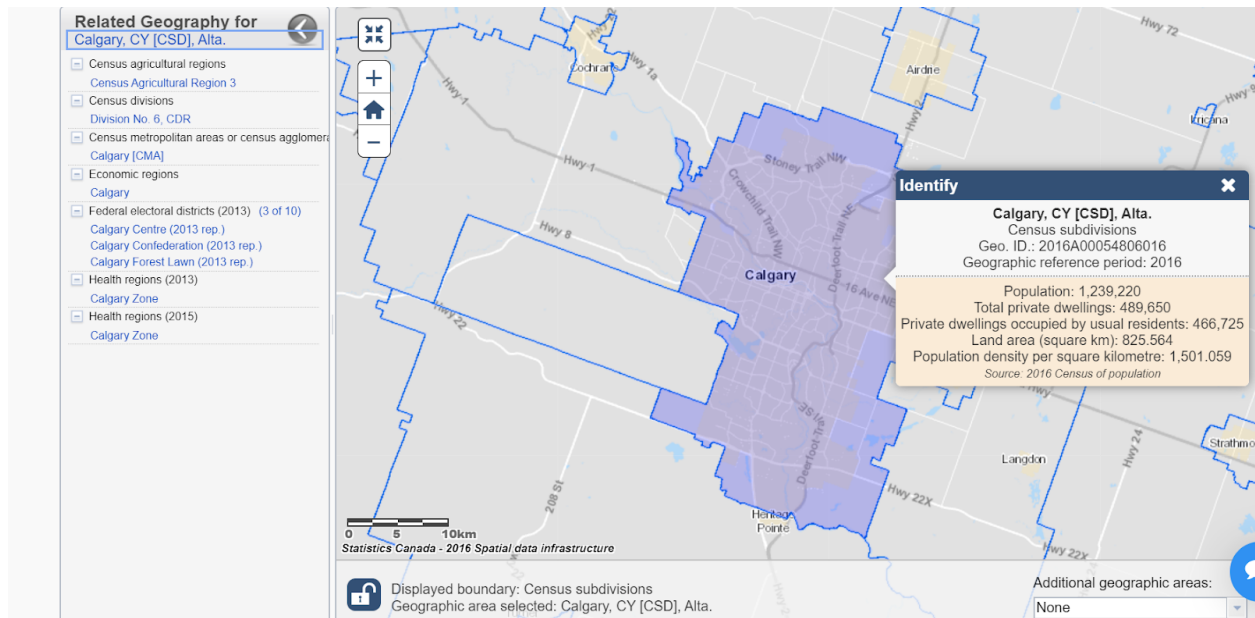 Related Geography for
Calgary, CY [CSD], Alta.
Census agricultural regions
Census Agricultural Region 3
Census divisions
Division No. 6, CDR
Census metropolitan areas or census agglomera
Calgary [CMA]
Economic regions
Calgary
Federal electoral districts (2013) (3 of 10)
Calgary Centre (2013 rep.)
Calgary Confederation (2013 rep.)
Calgary Forest Lawn (2013 rep.)
Health regions (2013)
Calgary Zone
Health regions (2015)
Calgary Zone
Hwy 72
Cochrane
Hwy 1a
Airdrie
Hwy 1
Hwy 2
Hwy 9
Irricana
Hwy 1
Stoney Trail NW
Crowchild Trail NW
Deerfoot Trail NE
Hwy 8
Calgary
16 Ave NE
Hwy 22
Deerfoot Trail SE
208 St
Langdon
Hwy 24
Strathmo
Hwy 22X
Heritage
Pointe
Hwy 22X
Identify
Calgary, CY [CSD], Alta.
Census subdivisions
Geo. ID.: 2016A00054806016
Geographic reference period: 2016
Population: 1,239,220
Total private dwellings: 489,650
Private dwellings occupied by usual residents: 466,725
Land area (square km): 825.564
Population density per square kilometre: 1,501.059
Source: 2016 Census of population
0 5 10km
Statistics Canada - 2016 Spatial data infrastructure
Displayed boundary: Census subdivisions
Geographic area selected: Calgary, CY [CSD], Alta.
Additional geographic areas:
None